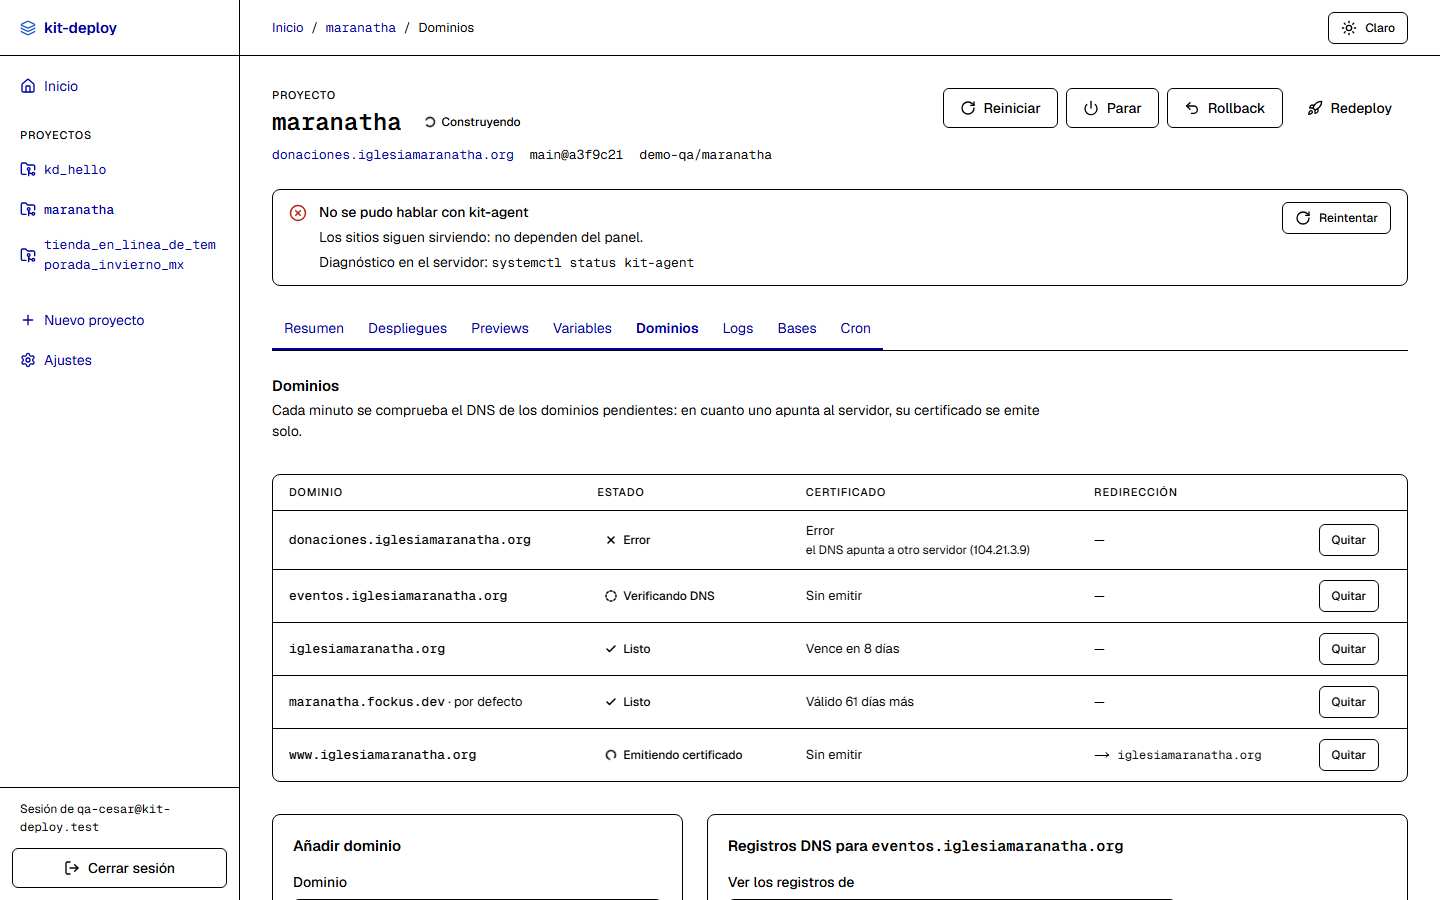 kit-deploy
Inicio / maranatha / Dominios
Claro
Inicio
PROYECTOS
kd_hello
maranatha
tienda_en_linea_de_tem
porada_invierno_mx
Nuevo proyecto
Ajustes
Sesión de qa-cesar@kit-
deploy.test
Cerrar sesión
PROYECTO
maranatha Construyendo
donaciones.iglesiamaranatha.org main@a3f9c21 demo-qa/maranatha
Reiniciar Parar Rollback Redeploy
No se pudo hablar con kit-agent
Los sitios siguen sirviendo: no dependen del panel.
Diagnóstico en el servidor: systemctl status kit-agent
Reintentar
Resumen Despliegues Previews Variables Dominios Logs Bases Cron
Dominios
Cada minuto se comprueba el DNS de los dominios pendientes: en cuanto uno apunta al servidor, su certificado se emite
solo.
DOMINIO ESTADO CERTIFICADO REDIRECCIÓN
donaciones.iglesiamaranatha.org Error Error
el DNS apunta a otro servidor (104.21.3.9) — Quitar
eventos.iglesiamaranatha.org Verificando DNS Sin emitir — Quitar
iglesiamaranatha.org Listo Vence en 8 días — Quitar
maranatha.fockus.dev · por defecto Listo Válido 61 días más — Quitar
www.iglesiamaranatha.org Emitiendo certificado Sin emitir → iglesiamaranatha.org Quitar
Añadir dominio
Dominio
Registros DNS para eventos.iglesiamaranatha.org
Ver los registros de